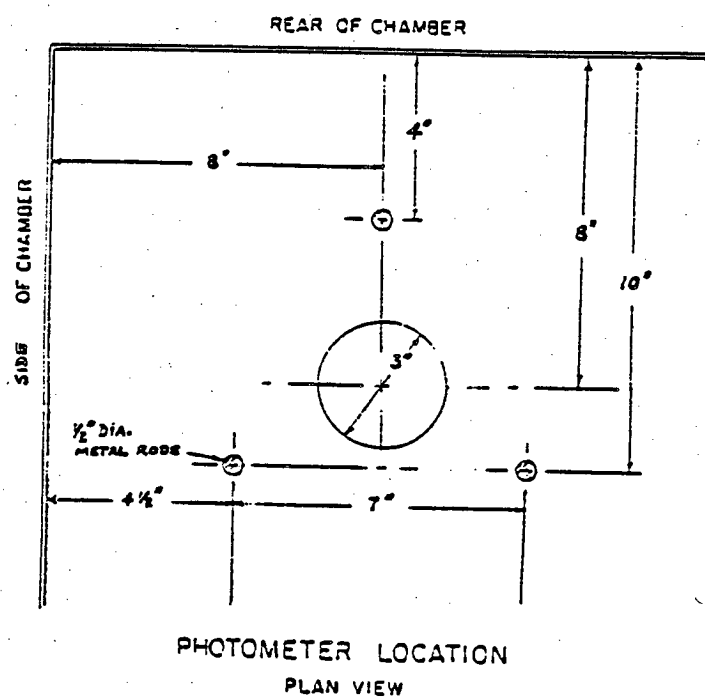 REAR OF CHAMBER
4"
8"
SIDE OF CHAMBER
8"
10"
3"
½" DIA.
METAL RODS
4½"
7"
PHOTOMETER LOCATION
PLAN VIEW